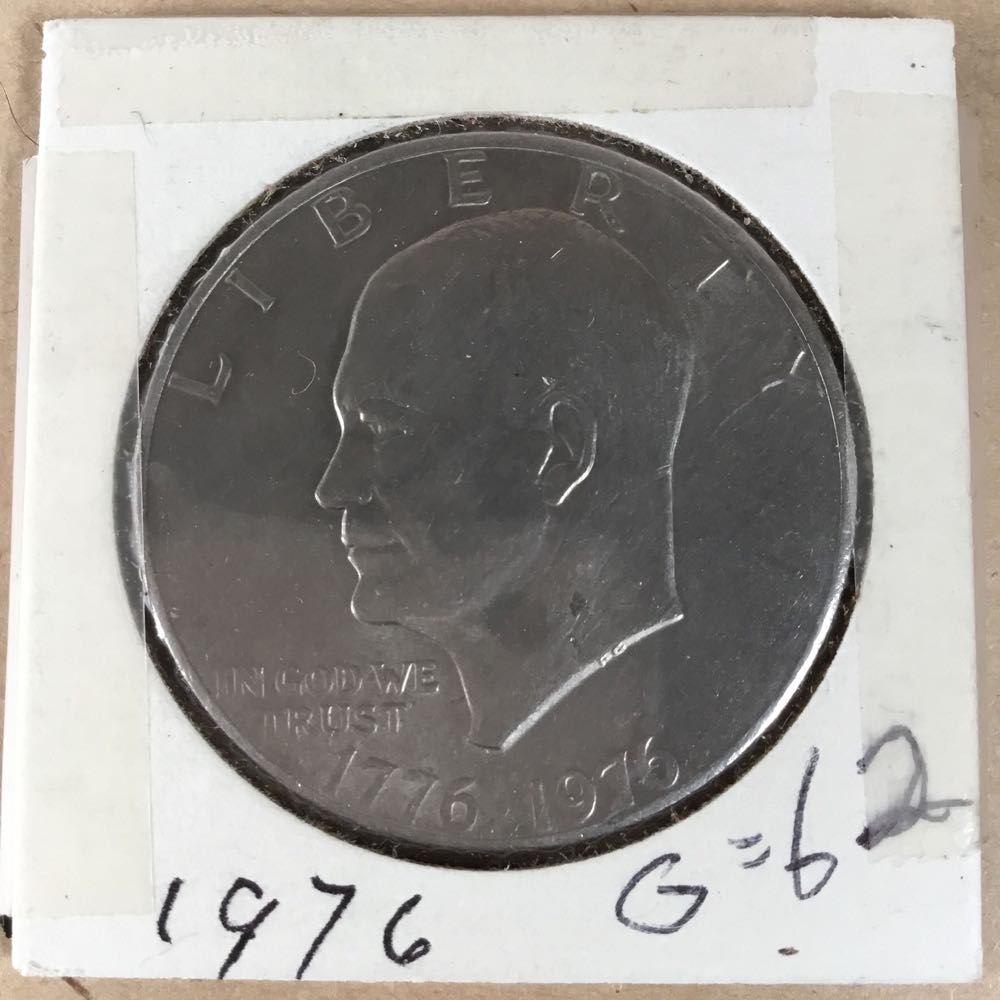 LIBERTY
IN GOD WE
TRUST
1776·1976
1976 G=62